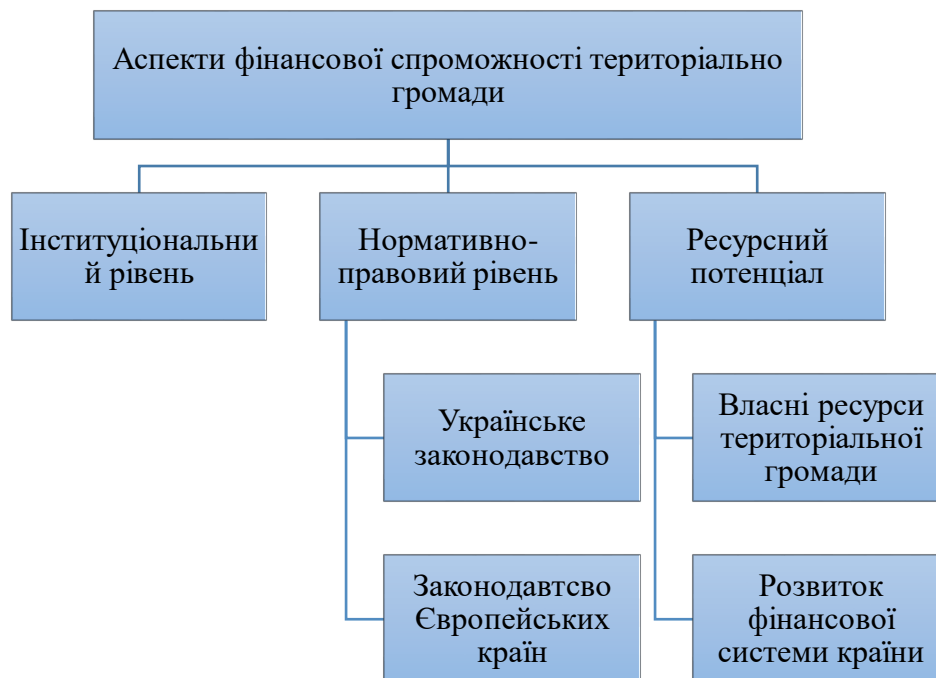 Аспекти фінансової спроможності територіально
громади
Інституціональни
й рівень
Нормативно-
правовий рівень
Ресурсний
потенціал
Українське
законодавство
Власні ресурси
територіальної
громади
Законодавтсво
Європейських
країн
Розвиток
фінансової
системи країни